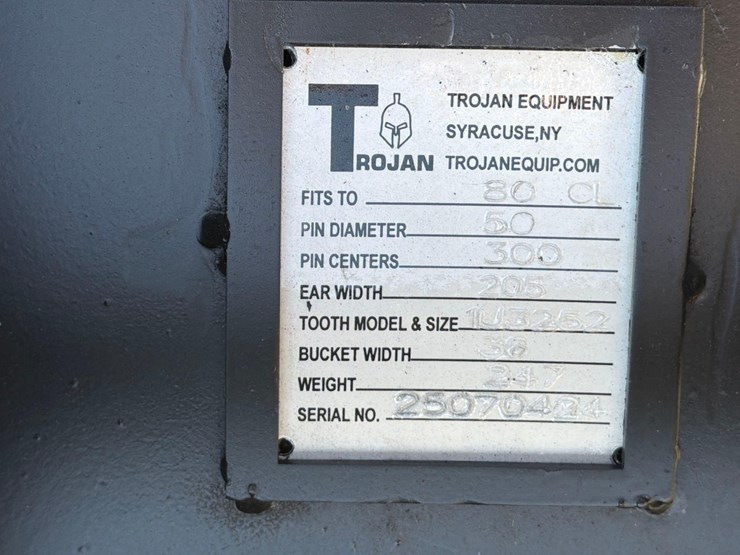 TROJAN
TROJAN EQUIPMENT
SYRACUSE,NY
TROJANEQUIP.COM
FITS TO 80 CL
PIN DIAMETER 50
PIN CENTERS 300
EAR WIDTH 205
TOOTH MODEL & SIZE 1U3252
BUCKET WIDTH 36
WEIGHT 247
SERIAL NO.